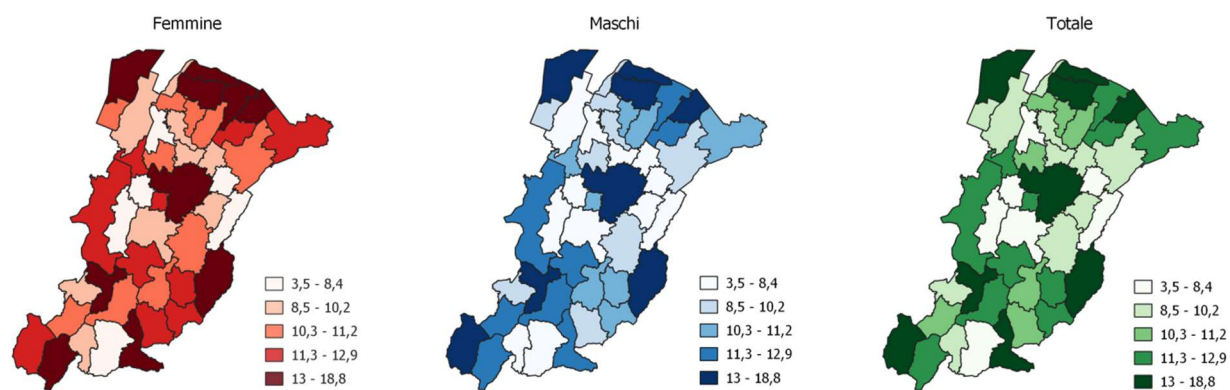 Femmine
Maschi
Totale
3,5 - 8,4
8,5 - 10,2
10,3 - 11,2
11,3 - 12,9
13 - 18,8
3,5 - 8,4
8,5 - 10,2
10,3 - 11,2
11,3 - 12,9
13 - 18,8
3,5 - 8,4
8,5 - 10,2
10,3 - 11,2
11,3 - 12,9
13 - 18,8